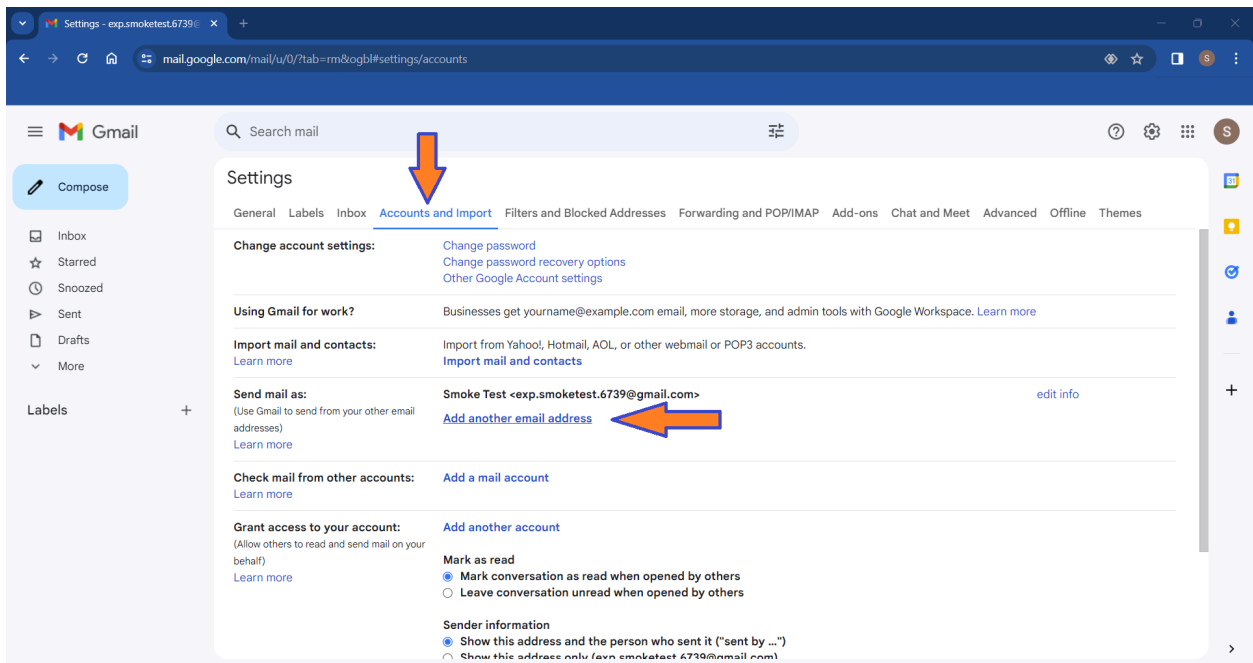 Settings - exp.smoketest.6739@
mail.google.com/mail/u/0/?tab=rm&ogbl#settings/accounts
S
Gmail
Search mail
S
Compose
Inbox
Starred
Snoozed
Sent
Drafts
More
Labels
31
Settings
General Labels Inbox Accounts and Import Filters and Blocked Addresses Forwarding and POP/IMAP Add-ons Chat and Meet Advanced Offline Themes
Change account settings:
Change password
Change password recovery options
Other Google Account settings
Using Gmail for work?
Businesses get yourname@example.com email, more storage, and admin tools with Google Workspace. Learn more
Import mail and contacts:
Learn more
Import from Yahoo!, Hotmail, AOL, or other webmail or POP3 accounts.
Import mail and contacts
Send mail as:
(Use Gmail to send from your other email
addresses)
Learn more
Smoke Test <exp.smoketest.6739@gmail.com>
edit info
Add another email address
Check mail from other accounts:
Learn more
Add a mail account
Grant access to your account:
(Allow others to read and send mail on your
behalf)
Learn more
Add another account
Mark as read
Mark conversation as read when opened by others
Leave conversation unread when opened by others
Sender information
Show this address and the person who sent it ("sent by ...")
Show this address only (exp.smoketest.6739@gmail.com)